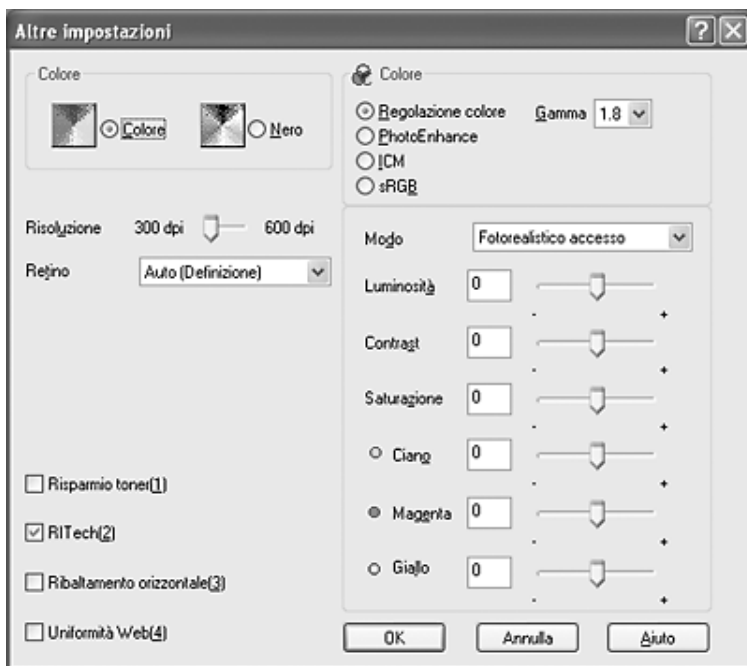 Altre impostazioni
Colore
Colore
Nero
Risoluzione 300 dpi 600 dpi
Retino Auto (Definizione)
Risparmio toner(1)
RITech(2)
Ribaltamento orizzontale(3)
Uniformità Web(4)
Colore
Regolazione colore
PhotoEnhance
ICM
sRGB
Gamma 1.8
Modo Fotorealistico accesso
Luminosità 0
- +
Contrast 0
- +
Saturazione 0
- +
Ciano 0
- +
Magenta 0
- +
Giallo 0
- +
OK Annulla Aiuto